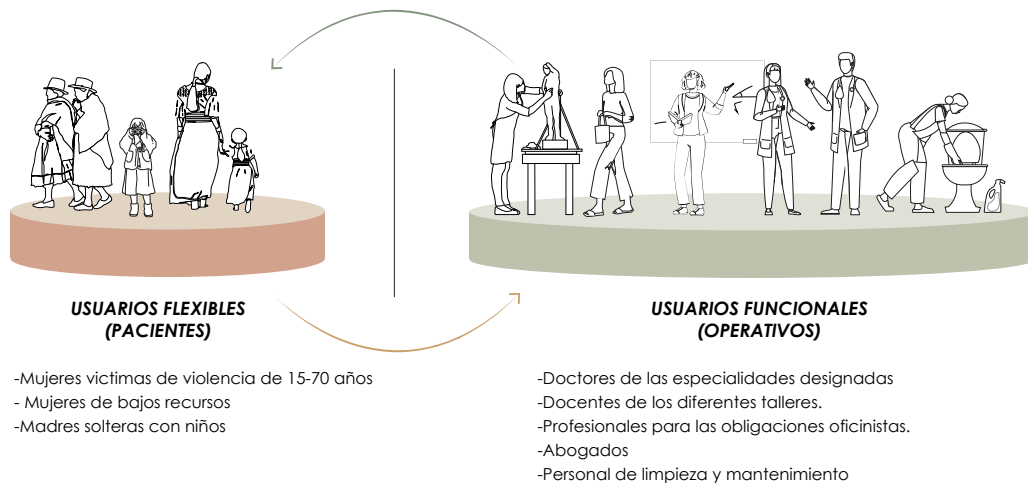 USUARIOS FLEXIBLES
(PACIENTES)
-Mujeres victimas de violencia de 15-70 años
- Mujeres de bajos recursos
-Madres solteras con niños
USUARIOS FUNCIONALES
(OPERATIVOS)
-Doctores de las especialidades designadas
-Docentes de los diferentes talleres.
-Profesionales para las obligaciones oficinistas.
-Abogados
-Personal de limpieza y mantenimiento